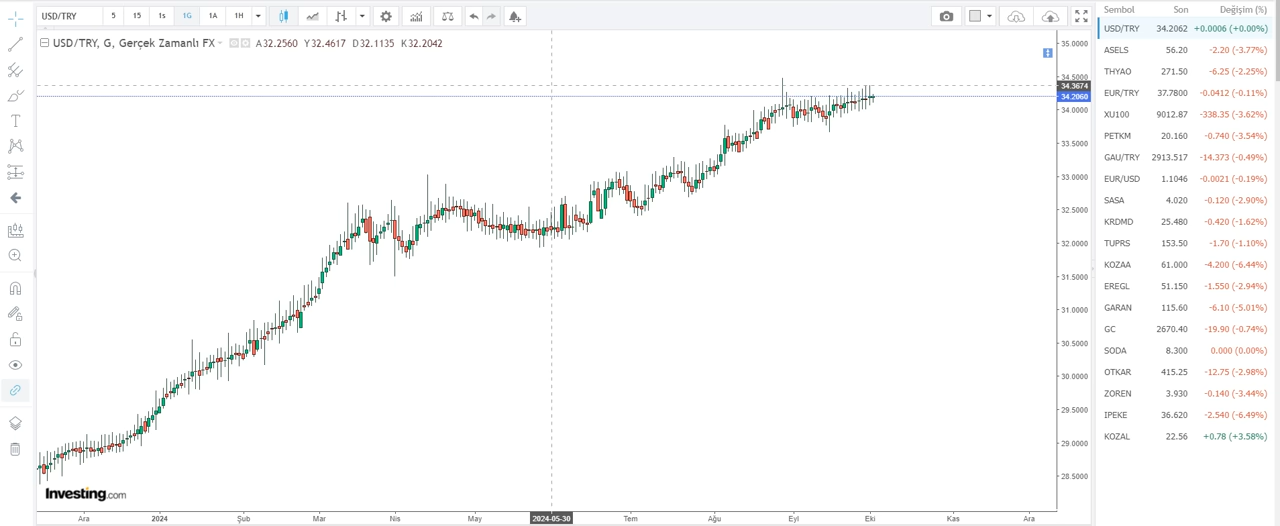 USD/TRY 5 15 1s 1G 1A 1H
USD/TRY, G, Gerçek Zamanlı FX A32.2560 Y32.4617 D32.1135 K32.2042
35.0000
34.5000
34.3674
34.2060
34.0000
33.5000
33.0000
32.5000
32.0000
31.5000
31.0000
30.5000
30.0000
29.5000
29.0000
28.5000
Investing.com
Ara 2024 Şub Mar Nis May 2024-05-30 Tem Ağu Eyl Eki Kas Ara
Sembol Son Değişim (%)
USD/TRY 34.2062 +0.0006 (+0.00%)
ASELS 56.20 -2.20 (-3.77%)
THYAO 271.50 -6.25 (-2.25%)
EUR/TRY 37.7800 -0.0412 (-0.11%)
XU100 9012.87 -338.35 (-3.62%)
PETKM 20.160 -0.740 (-3.54%)
GAU/TRY 2913.517 -14.373 (-0.49%)
EUR/USD 1.1046 -0.0021 (-0.19%)
SASA 4.020 -0.120 (-2.90%)
KRDMD 25.480 -0.420 (-1.62%)
TUPRS 153.50 -1.70 (-1.10%)
KOZAA 61.000 -4.200 (-6.44%)
EREGL 51.150 -1.550 (-2.94%)
GARAN 115.60 -6.10 (-5.01%)
GC 2670.40 -19.90 (-0.74%)
SODA 8.300 0.000 (0.00%)
OTKAR 415.25 -12.75 (-2.98%)
ZOREN 3.930 -0.140 (-3.44%)
IPEKE 36.620 -2.540 (-6.49%)
KOZAL 22.56 +0.78 (+3.58%)